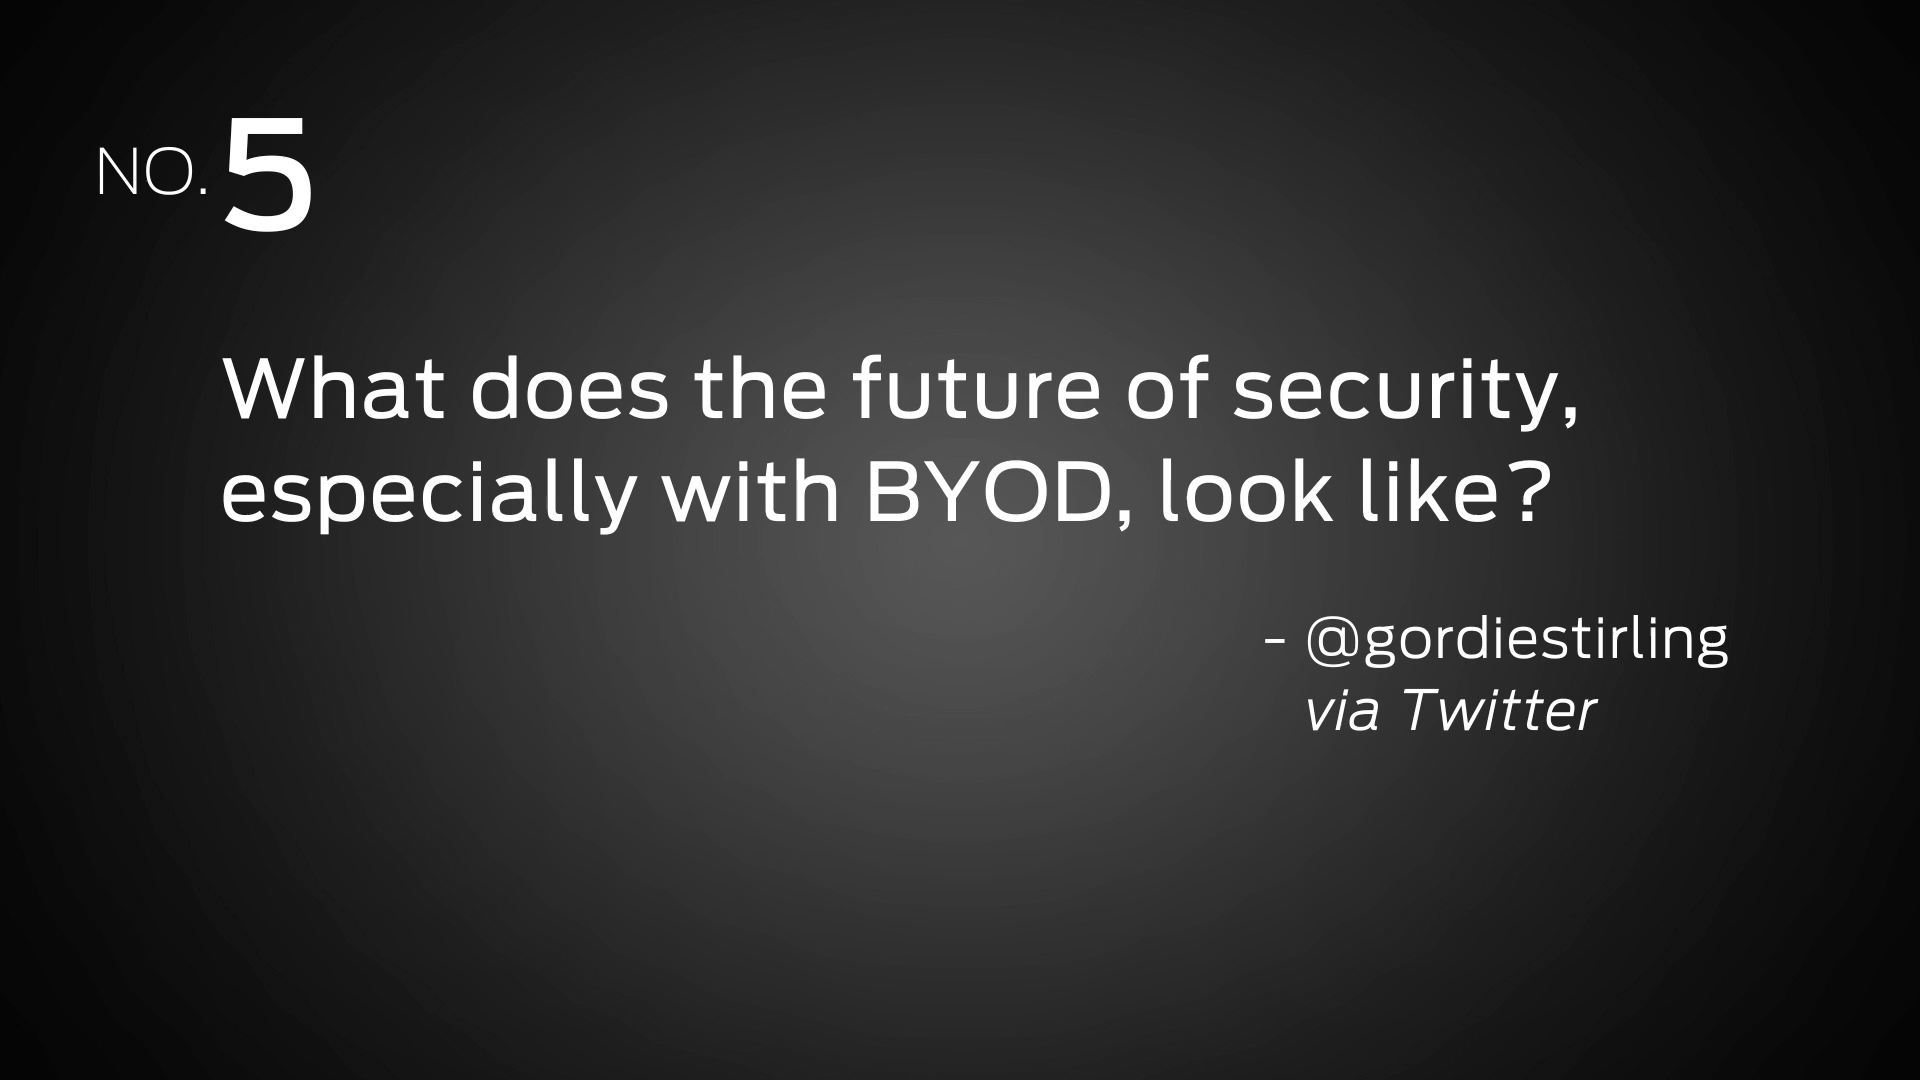 NO. 5
What does the future of security,
especially with BYOD, look like?
- @gordiestirling
via Twitter